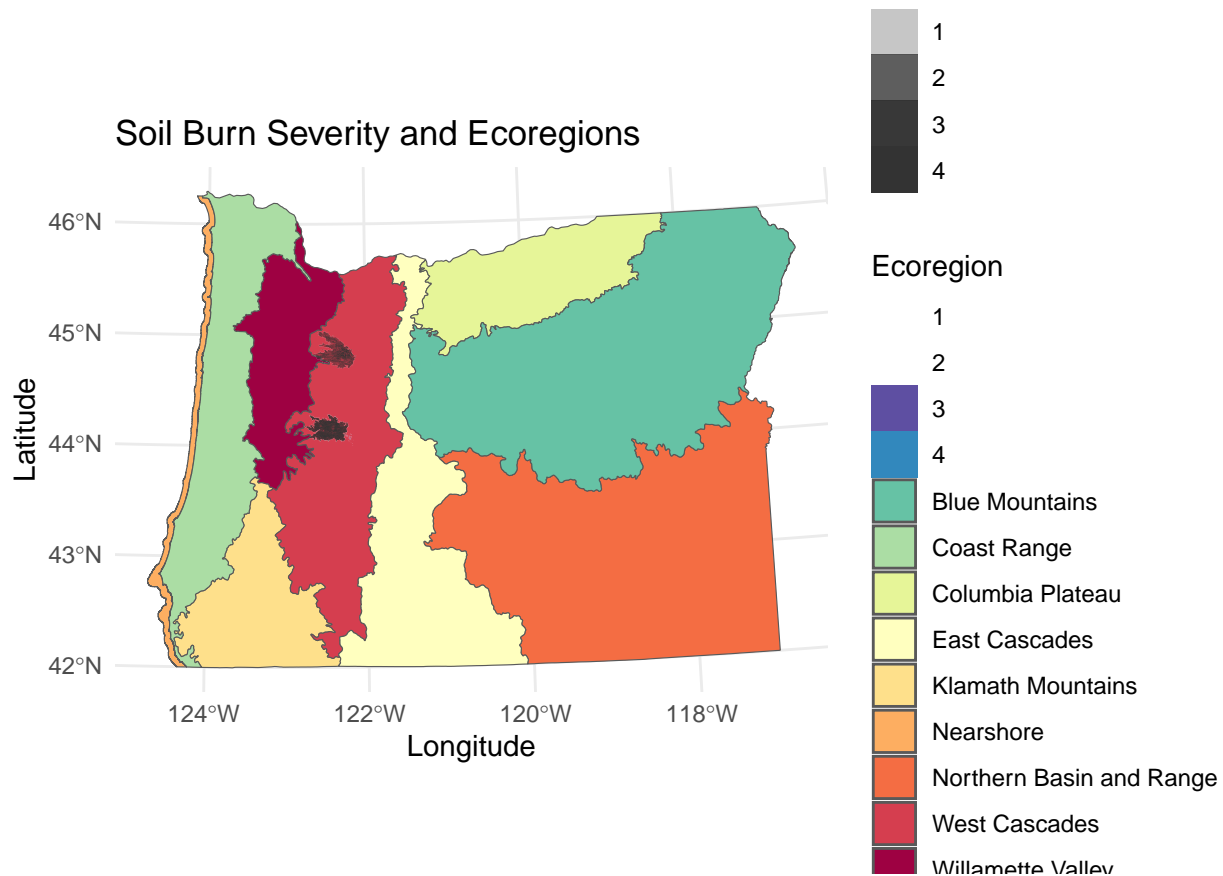 Soil Burn Severity and Ecoregions
46°N
45°N
44°N
43°N
42°N
Latitude
124°W
122°W
120°W
118°W
Longitude
1
2
3
4
Ecoregion
1
2
3
4
Blue Mountains
Coast Range
Columbia Plateau
East Cascades
Klamath Mountains
Nearshore
Northern Basin and Range
West Cascades
Willamette Valley